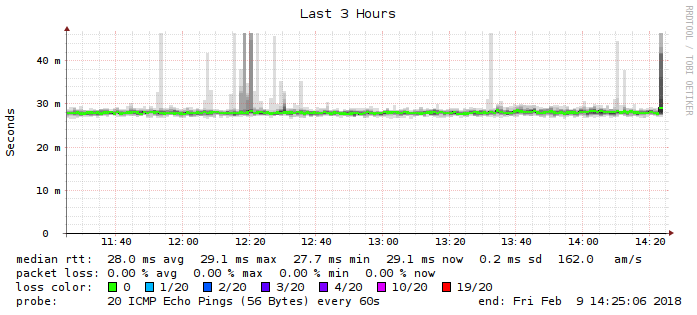 Last 3 Hours
RRDTOOL / TOBI OETIKER
Seconds
40 m
30 m
20 m
10 m
0
11:40 12:00 12:20 12:40 13:00 13:20 13:40 14:00 14:20
median rtt: 28.0 ms avg 29.1 ms max 27.7 ms min 29.1 ms now 0.2 ms sd 162.0 am/s
packet loss: 0.00 % avg 0.00 % max 0.00 % min 0.00 % now
loss color: 0 1/20 2/20 3/20 4/20 10/20 19/20
probe: 20 ICMP Echo Pings (56 Bytes) every 60s end: Fri Feb 9 14:25:06 2018